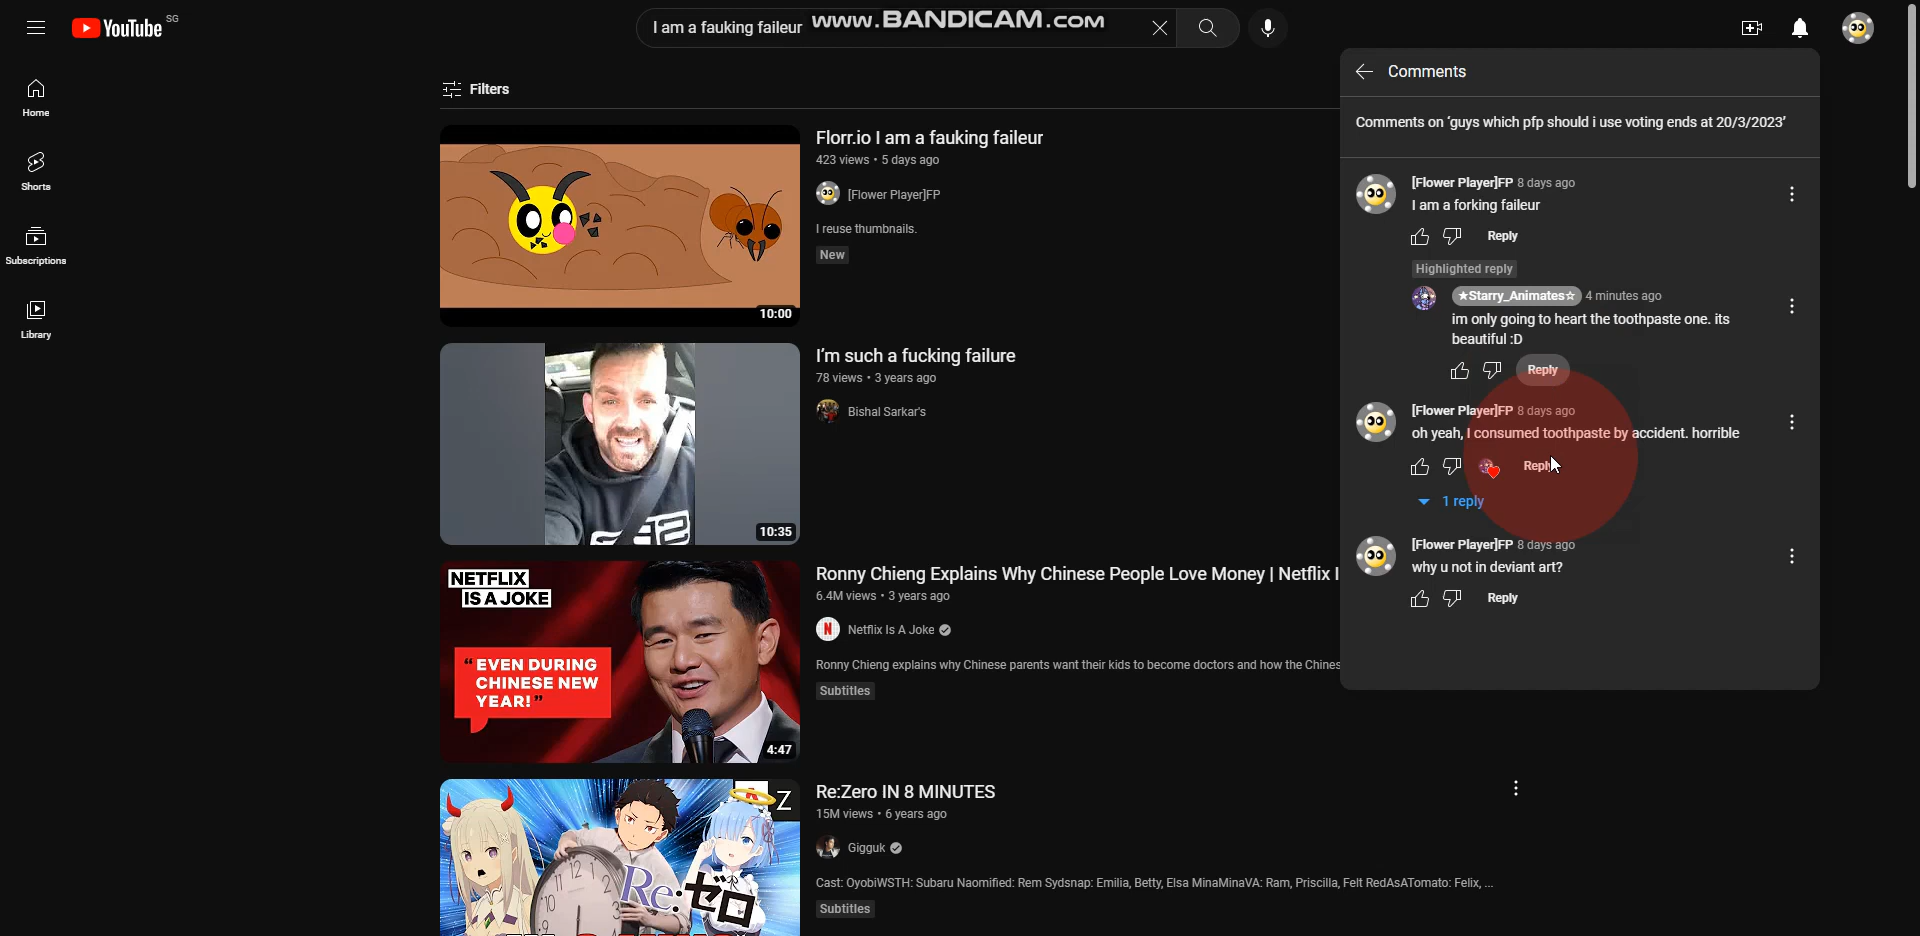 YouTube SG
I am a fauking faileur
www.BANDICAM.com
Home
Shorts
Subscriptions
Library
Filters
10:00
Florr.io I am a fauking faileur
423 views • 5 days ago
[Flower Player]FP
I reuse thumbnails.
New
10:35
I'm such a fucking failure
78 views • 3 years ago
Bishal Sarkar's
NETFLIX
IS A JOKE
“EVEN DURING
CHINESE NEW
YEAR!”
4:47
Ronny Chieng Explains Why Chinese People Love Money | Netflix I
6.4M views • 3 years ago
N
Netflix Is A Joke
Ronny Chieng explains why Chinese parents want their kids to become doctors and how the Chines
Subtitles
Z
12
10
9
Re:ゼロ
Re:Zero IN 8 MINUTES
15M views • 6 years ago
Gigguk
Cast: OyobiWSTH: Subaru Naomified: Rem Sydsnap: Emilia, Betty, Elsa MinaMinaVA: Ram, Priscilla, Felt RedAsATomato: Felix, ...
Subtitles
Comments
Comments on ‘guys which pfp should i use voting ends at 20/3/2023’
[Flower Player]FP 8 days ago
I am a forking faileur
Reply
Highlighted reply
★Starry_Animates☆ 4 minutes ago
im only going to heart the toothpaste one. its
beautiful :D
Reply
[Flower Player]FP 8 days ago
oh yeah, I consumed toothpaste by accident. horrible
Reply
1 reply
[Flower Player]FP 8 days ago
why u not in deviant art?
Reply